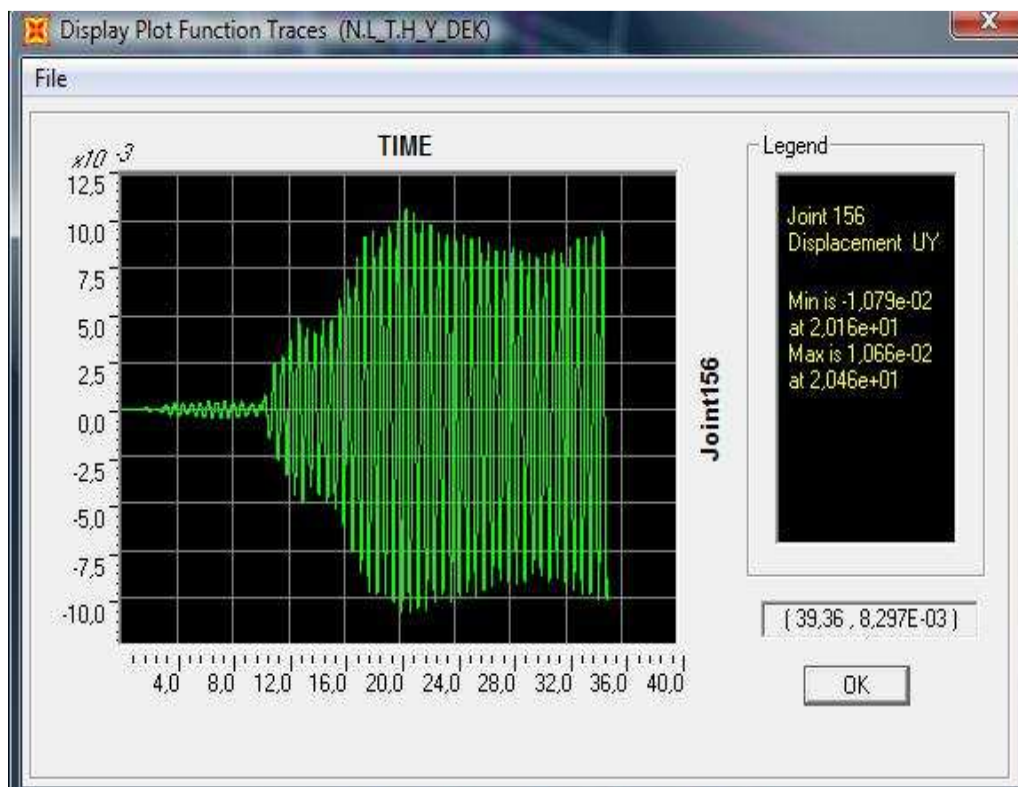 Display Plot Function Traces (N.L_T.H_Y_DEK)
File
TIME
x10 -3
12,5
10,0
7,5
5,0
2,5
0,0
-2,5
-5,0
-7,5
-10,0
4,0 8,0 12,0 16,0 20,0 24,0 28,0 32,0 36,0 40,0
Joint156
Legend
Joint 156
Displacement UY
Min is -1,079e-02
at 2,016e+01
Max is 1,066e-02
at 2,046e+01
( 39,36 , 8,297E-03 )
OK